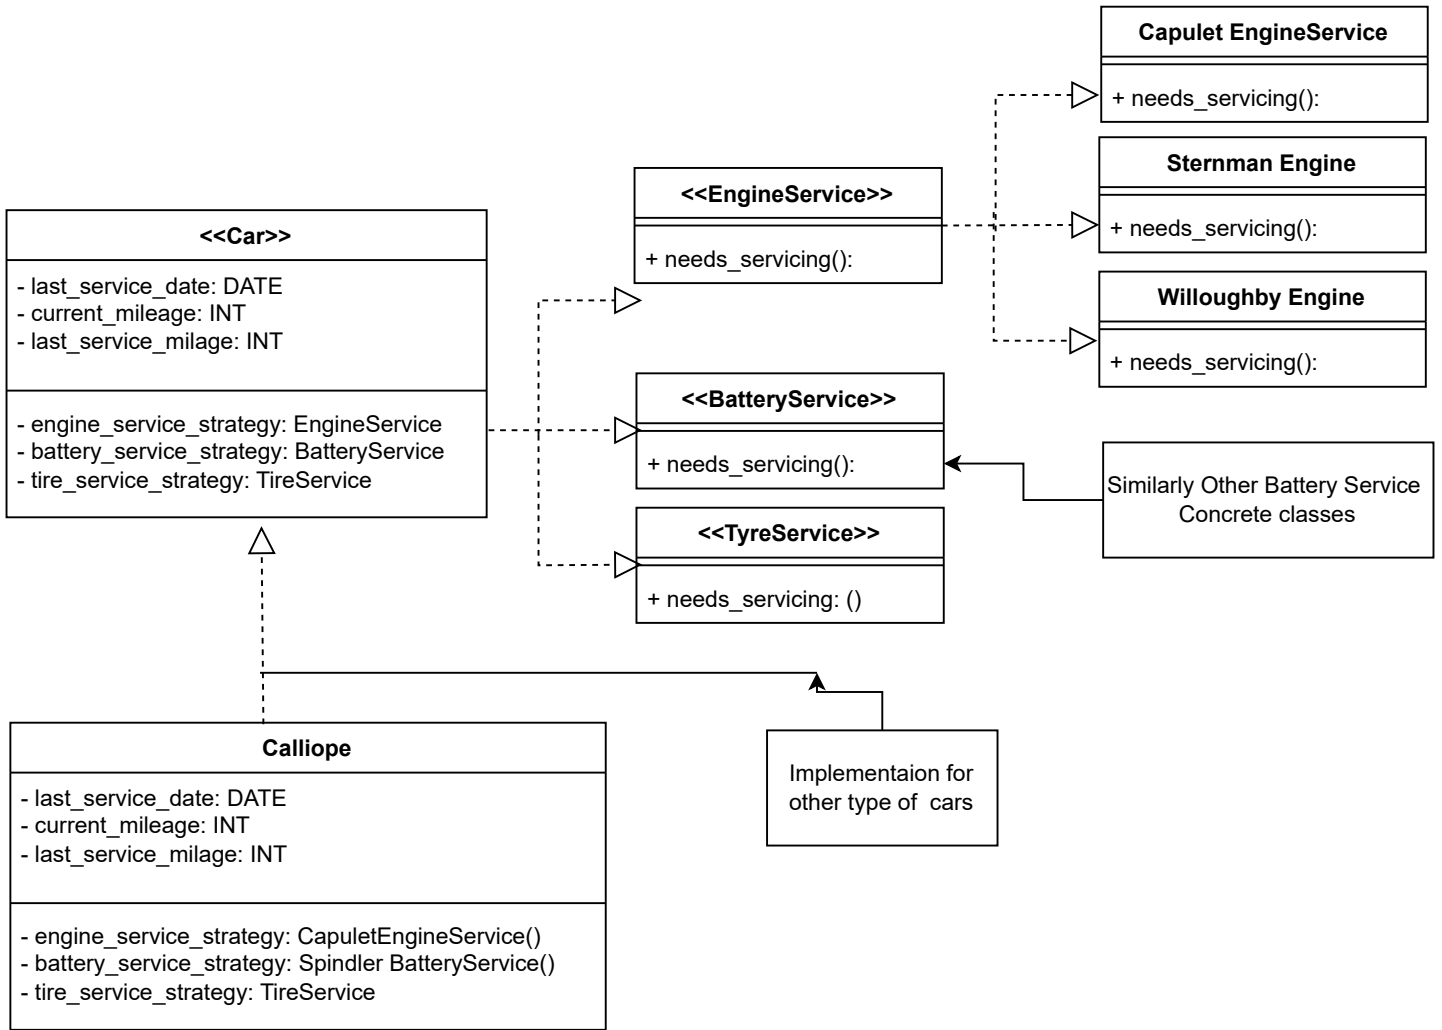 Capulet EngineService
+ needs_servicing():
Sternman Engine
+ needs_servicing():
Willoughby Engine
+ needs_servicing():
<<EngineService>>
+ needs_servicing():
<<Car>>
- last_service_date: DATE
- current_mileage: INT
- last_service_milage: INT
- engine_service_strategy: EngineService
- battery_service_strategy: BatteryService
- tire_service_strategy: TireService
<<BatteryService>>
+ needs_servicing():
Similarly Other Battery Service
Concrete classes
<<TyreService>>
+ needs_servicing: ()
Calliope
- last_service_date: DATE
- current_mileage: INT
- last_service_milage: INT
- engine_service_strategy: CapuletEngineService()
- battery_service_strategy: Spindler BatteryService()
- tire_service_strategy: TireService
Implementaion for
other type of  cars